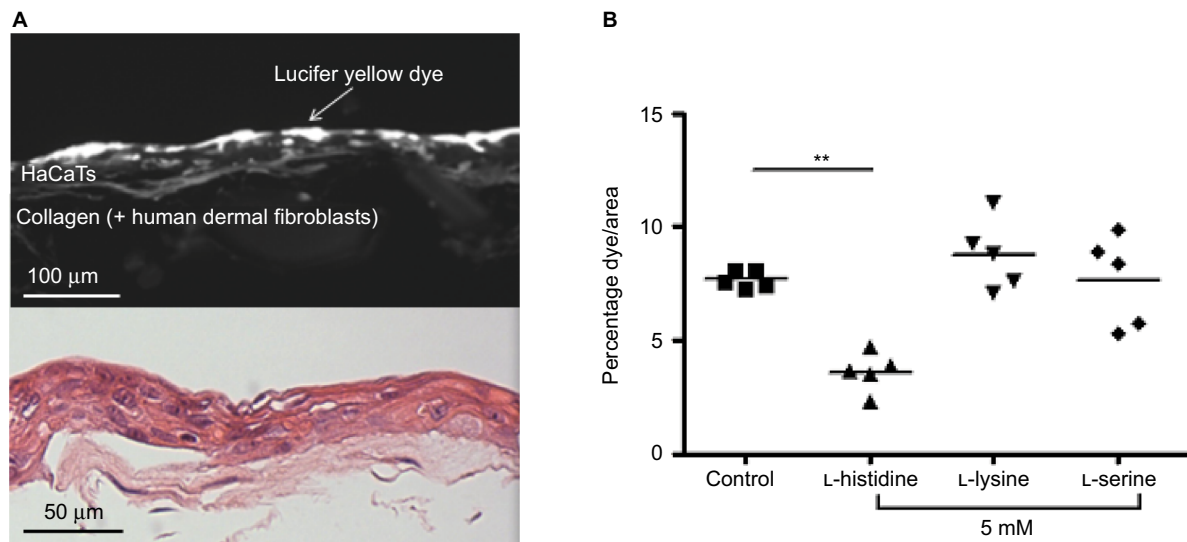 A
Lucifer yellow dye
HaCaTs
Collagen (+ human dermal fibroblasts)
100 μm
50 μm
B
Percentage dye/area
15
10
5
0
**
Control
L-histidine
L-lysine
L-serine
5 mM